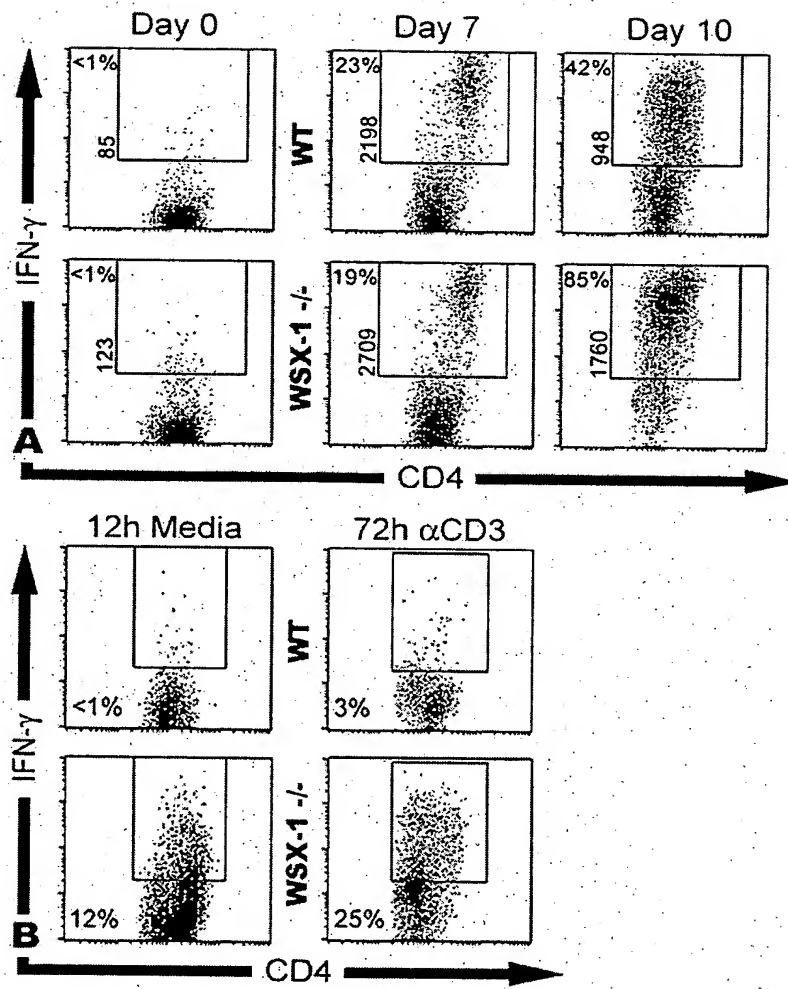 Day 0 Day 7 Day 10
<1% 23% 42%
85 2198 948
WT
<1% 19% 85%
123 2709 1760
WSX-1 -/-
IFN-γ
A
CD4
12h Media 72h αCD3
WT
<1% 3%
WSX-1 -/-
12% 25%
IFN-γ
B
CD4